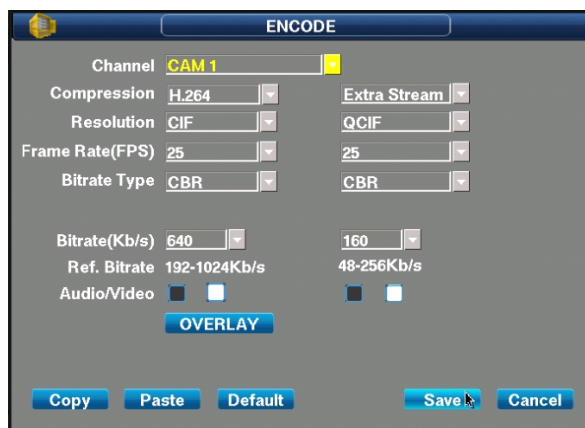 ENCODE
Channel CAM 1
Compression H.264 Extra Stream
Resolution CIF QCIF
Frame Rate(FPS) 25 25
Bitrate Type CBR CBR
Bitrate(Kb/s) 640 160
Ref. Bitrate 192-1024Kb/s 48-256Kb/s
Audio/Video
OVERLAY
Copy Paste Default Save Cancel